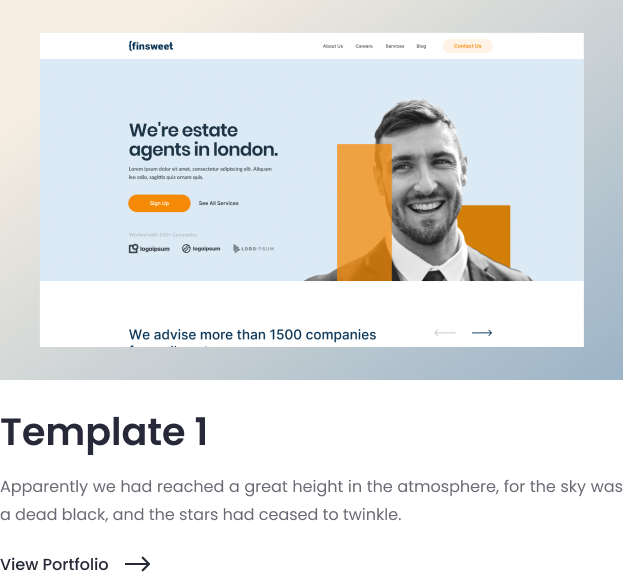 {finsweet
About Us Careers Services Blog Contact Us
We're estate
agents in london.
Lorem ipsum dolor sit amet, consectetur adipiscing elit. Aliquam
leo odio, sagittis quis ornare quis.
Sign Up See All Services
Worked with 100+ Companies
logoipsum logoipsum LOGOIPSUM
We advise more than 1500 companies
Template 1
Apparently we had reached a great height in the atmosphere, for the sky was
a dead black, and the stars had ceased to twinkle.
View Portfolio